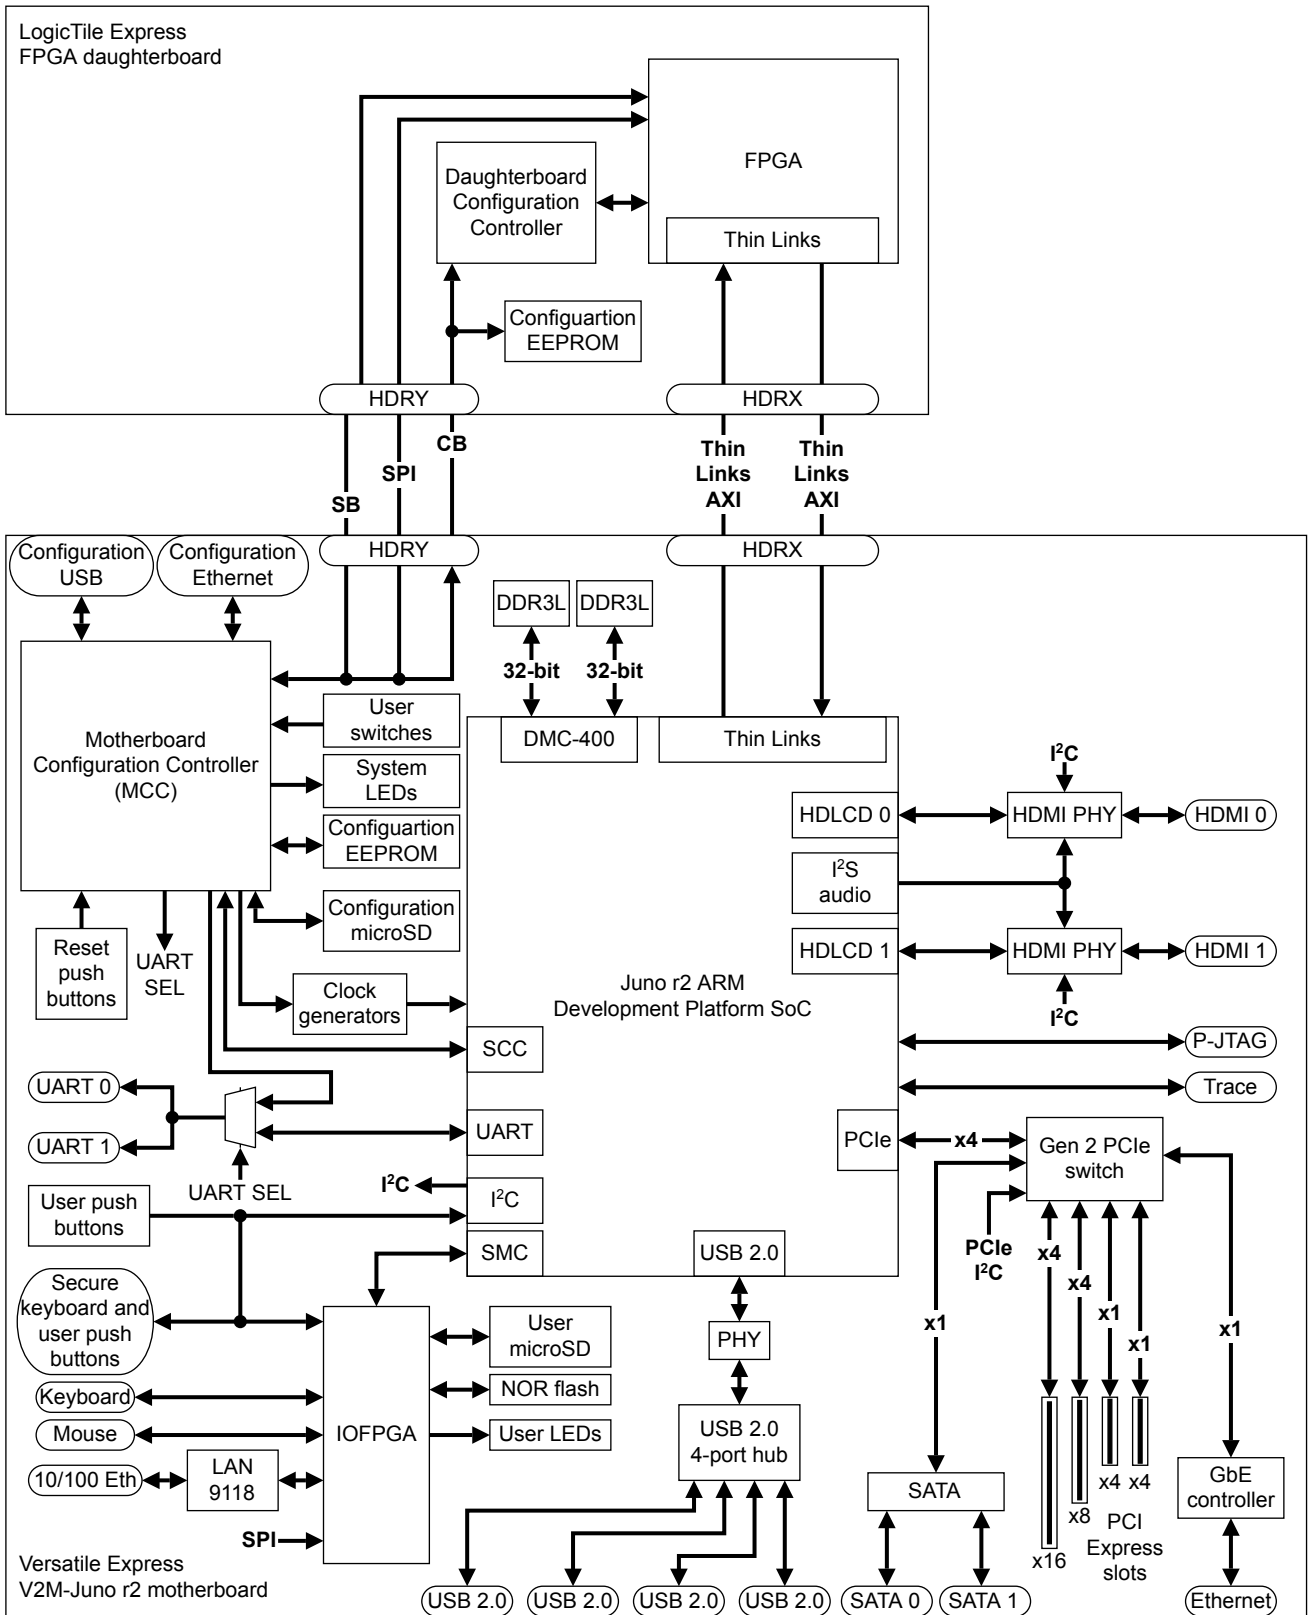 LogicTile Express
FPGA daughterboard
FPGA
Daughterboard
Configuration
Controller
Thin Links
Configuartion
EEPROM
HDRY
HDRX
CB
SPI
SB
Thin
Links
AXI
Thin
Links
AXI
Configuration
USB
Configuration
Ethernet
HDRY
HDRX
DDR3L
DDR3L
32-bit
32-bit
User
switches
DMC-400
Thin Links
Motherboard
Configuration Controller
(MCC)
System
LEDs
I²C
HDLCD 0
HDMI PHY
HDMI 0
Configuartion
EEPROM
I²S
audio
Configuration
microSD
HDLCD 1
HDMI PHY
HDMI 1
Reset
push
buttons
UART
SEL
Clock
generators
Juno r2 ARM
Development Platform SoC
I²C
SCC
P-JTAG
UART 0
Trace
UART
PCIe
x4
Gen 2 PCIe
switch
UART 1
UART SEL
I²C
I²C
User push
buttons
SMC
USB 2.0
PCIe
I²C
x4
x4
x1
x1
x1
x1
Secure
keyboard and
user push
buttons
User
microSD
PHY
Keyboard
NOR flash
Mouse
IOFPGA
User LEDs
USB 2.0
4-port hub
10/100 Eth
LAN
9118
SATA
x4
x4
x8
x16
PCI
Express
slots
GbE
controller
SPI
Versatile Express
V2M-Juno r2 motherboard
USB 2.0
USB 2.0
USB 2.0
USB 2.0
SATA 0
SATA 1
Ethernet